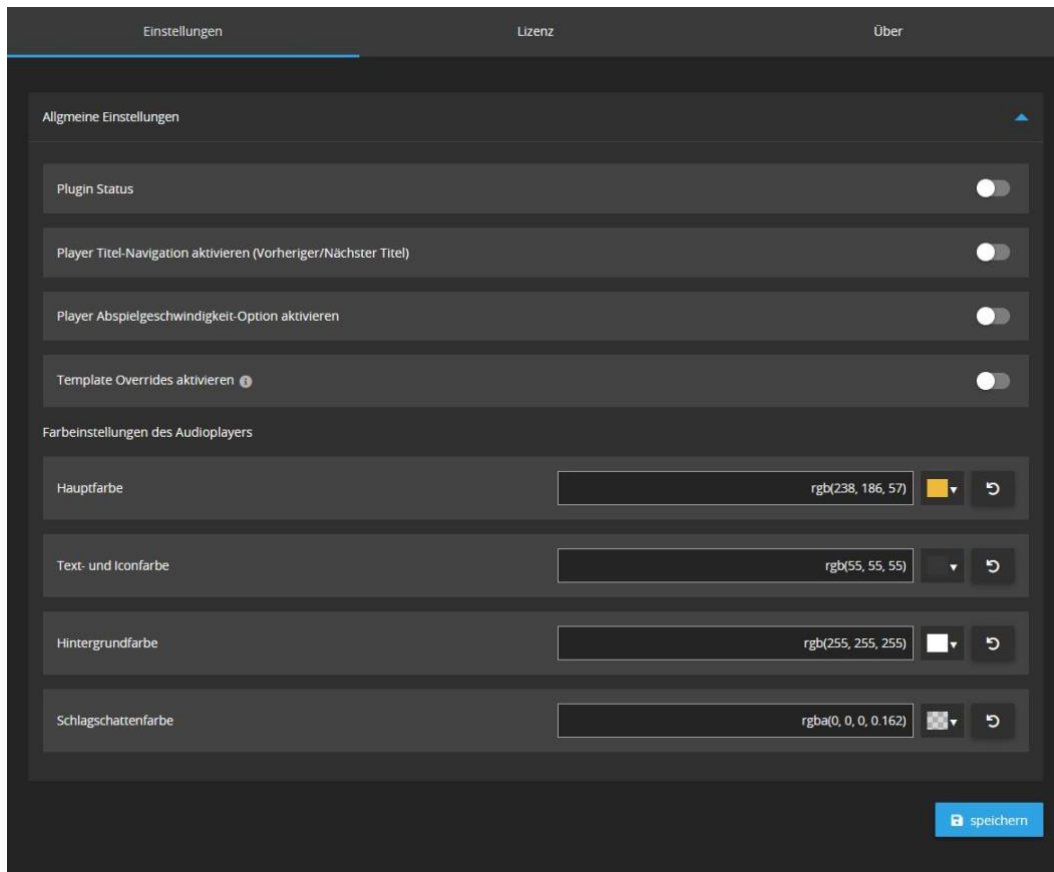 Einstellungen
Lizenz
Über
Allgmeine Einstellungen
Plugin Status
Player Titel-Navigation aktivieren (Vorheriger/Nächster Titel)
Player Abspielgeschwindigkeit-Option aktivieren
Template Overrides aktivieren
Farbeinstellungen des Audioplayers
Hauptfarbe
rgb(238, 186, 57)
Text- und Iconfarbe
rgb(55, 55, 55)
Hintergrundfarbe
rgb(255, 255, 255)
Schlagschattenfarbe
rgba(0, 0, 0, 0.162)
speichern